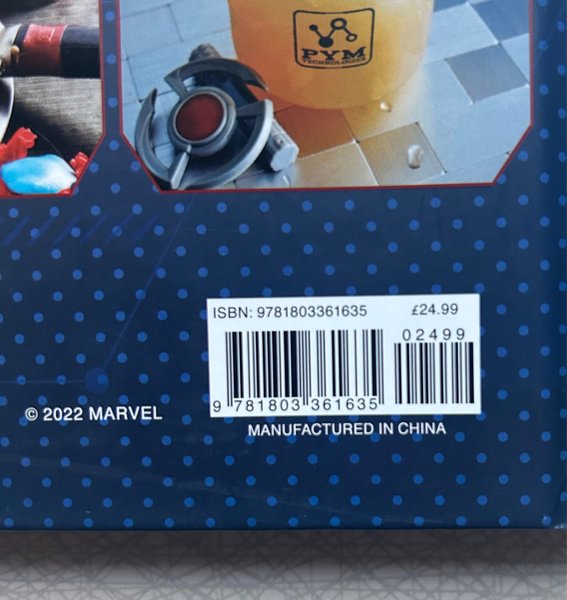 PYM
TECHNOLOGIES
ISBN: 9781803361635 £24.99
02499
9 781803 361635
© 2022 MARVEL
MANUFACTURED IN CHINA